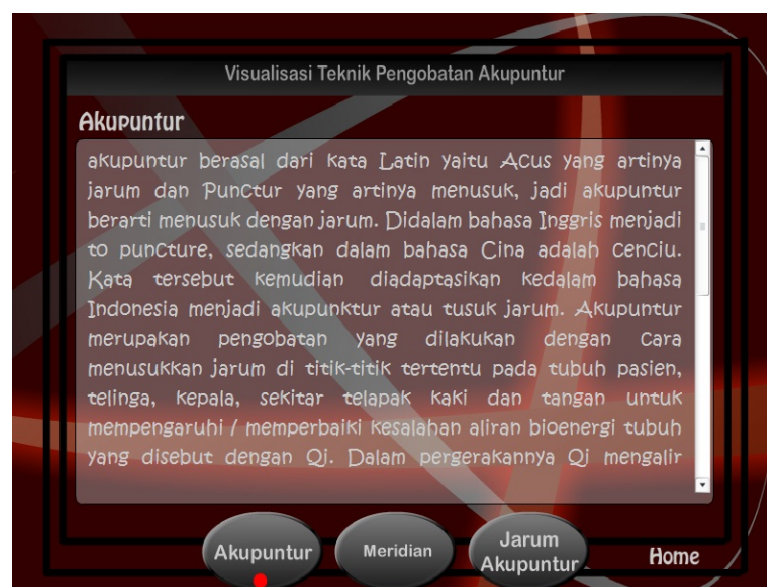 Visualisasi Teknik Pengobatan Akupuntur
Akupuntur
akupuntur berasal dari kata Latin yaitu Acus yang artinya
jarum dan Punctur yang artinya menusuk, jadi akupuntur
berarti menusuk dengan jarum. Didalam bahasa Inggris menjadi
to puncture, sedangkan dalam bahasa Cina adalah cenciu.
Kata tersebut kemudian diadaptasikan kedalam bahasa
Indonesia menjadi akupunktur atau tusuk jarum. Akupuntur
merupakan pengobatan yang dilakukan dengan cara
menusukkan jarum di titik-titik tertentu pada tubuh pasien,
telinga, kepala, sekitar telapak kaki dan tangan untuk
mempengaruhi / memperbaiki kesalahan aliran bioenergi tubuh
yang disebut dengan Qi. Dalam pergerakannya Qi mengalir
Akupuntur
Meridian
Jarum
Akupuntur
Home